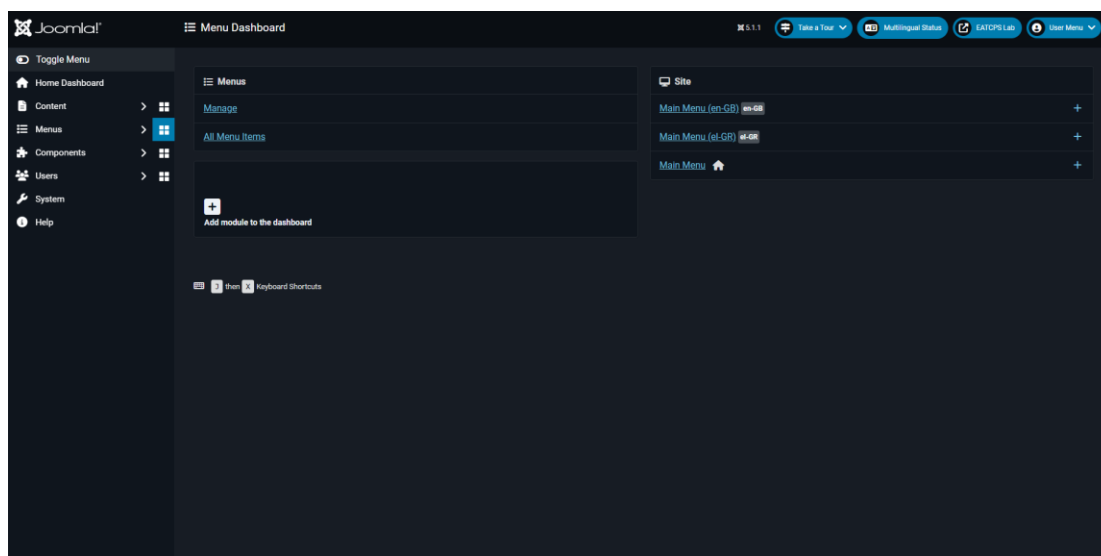 Joomla!®
Menu Dashboard
5.1.1
Take a Tour
Multilingual Status
EATCPS Lab
User Menu
Toggle Menu
Home Dashboard
Content
Menus
Components
Users
System
Help
Menus
Manage
All Menu Items
Add module to the dashboard
Site
Main Menu (en-GB) en-GB
Main Menu (el-GR) el-GR
Main Menu
J then X Keyboard Shortcuts